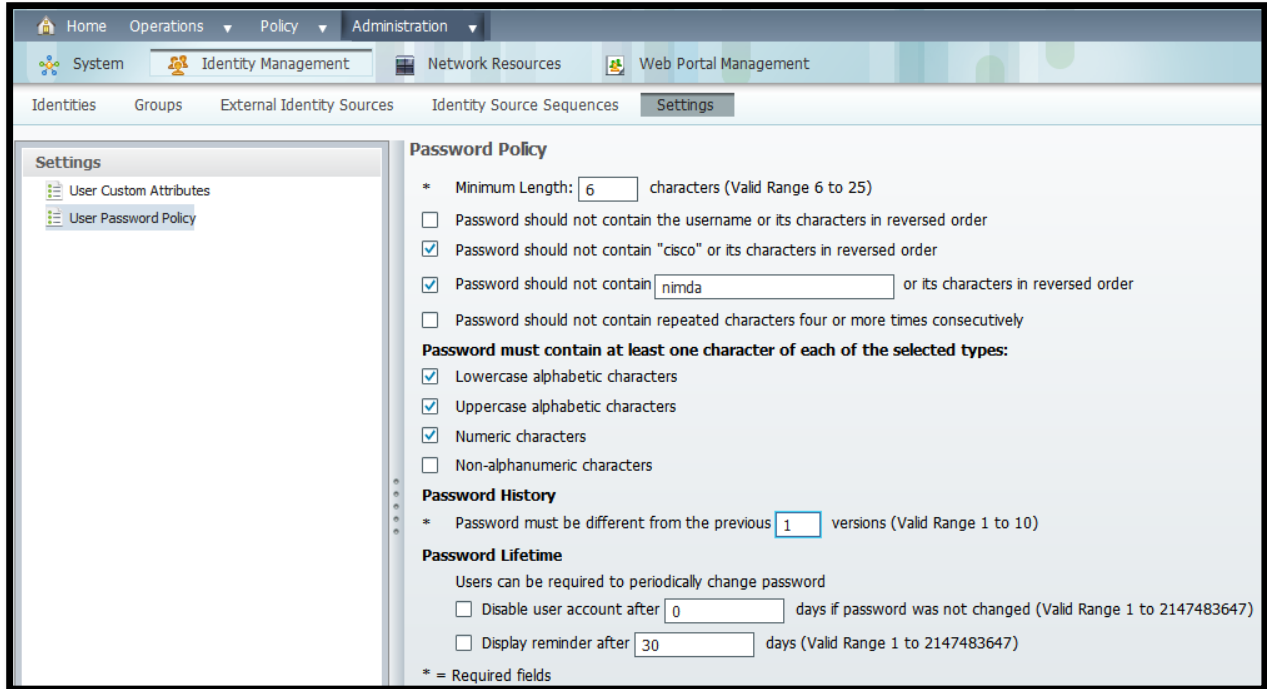 Home Operations Policy Administration
System Identity Management Network Resources Web Portal Management
Identities Groups External Identity Sources Identity Source Sequences Settings
Settings
User Custom Attributes
User Password Policy
Password Policy
* Minimum Length: 6 characters (Valid Range 6 to 25)
Password should not contain the username or its characters in reversed order
Password should not contain "cisco" or its characters in reversed order
Password should not contain nimda or its characters in reversed order
Password should not contain repeated characters four or more times consecutively
Password must contain at least one character of each of the selected types:
Lowercase alphabetic characters
Uppercase alphabetic characters
Numeric characters
Non-alphanumeric characters
Password History
* Password must be different from the previous 1 versions (Valid Range 1 to 10)
Password Lifetime
Users can be required to periodically change password
Disable user account after 0 days if password was not changed (Valid Range 1 to 2147483647)
Display reminder after 30 days (Valid Range 1 to 2147483647)
* = Required fields